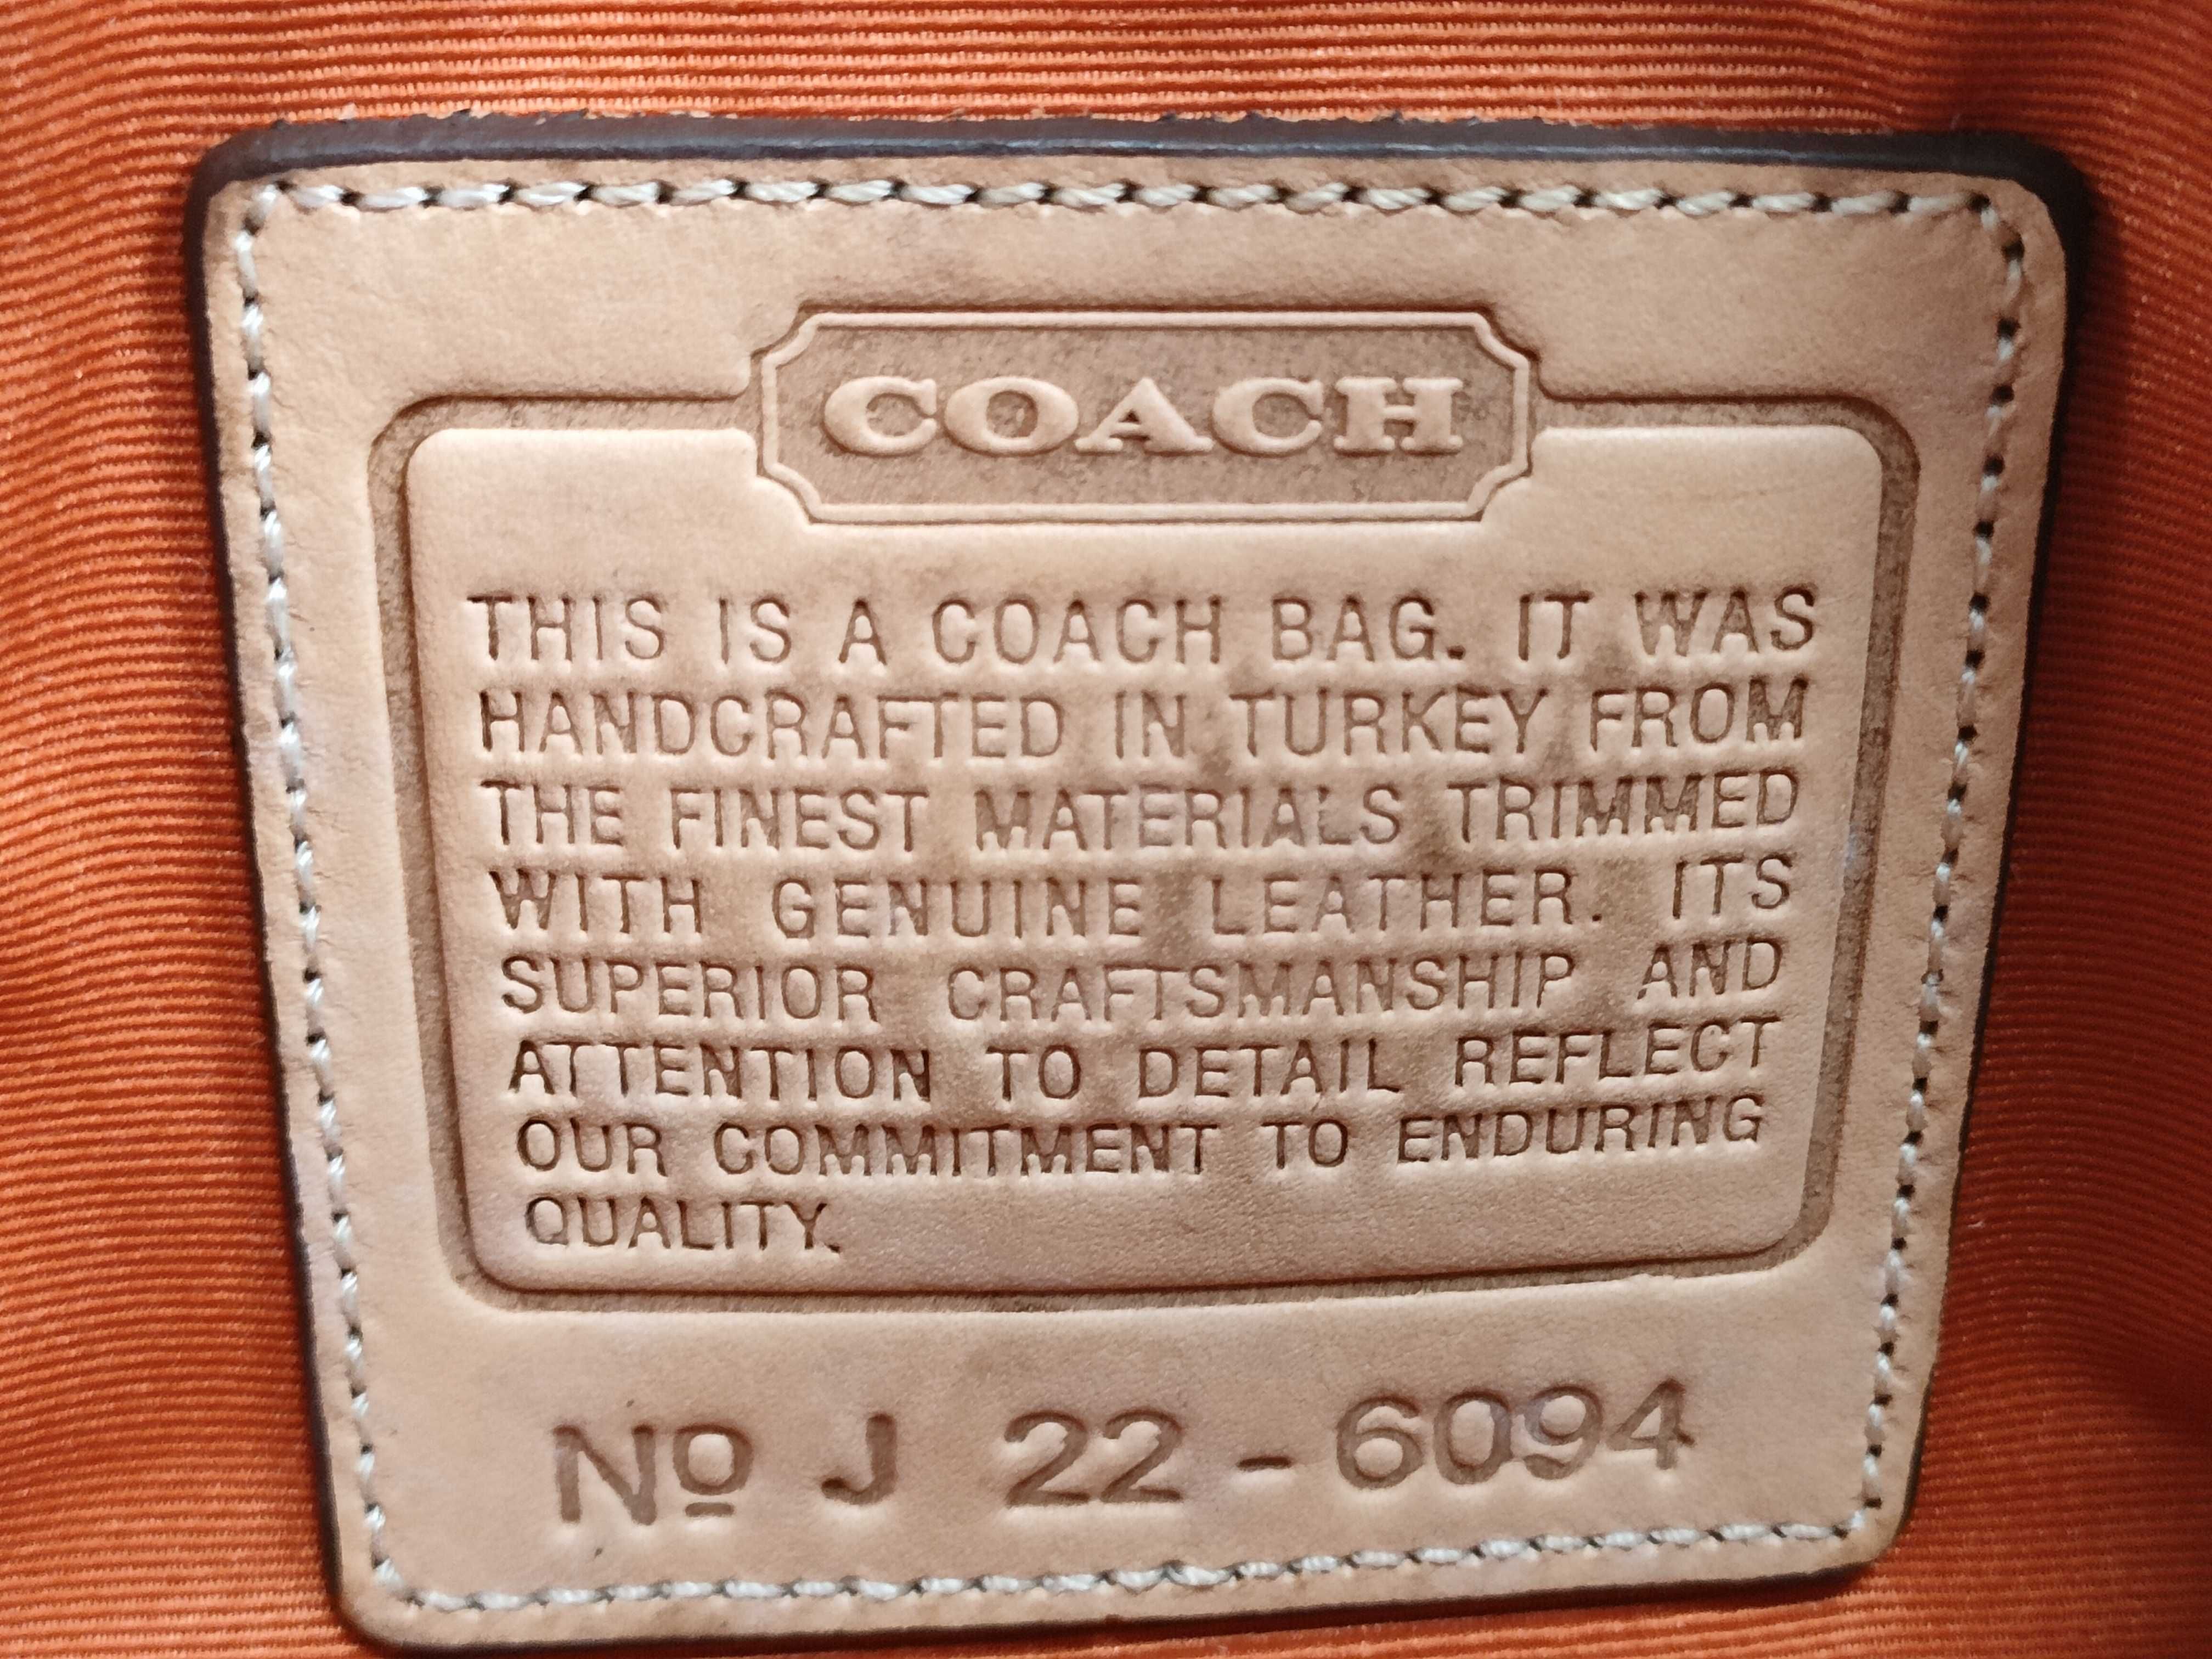 COACH
THIS IS A COACH BAG. IT WAS
HANDCRAFTED IN TURKEY FROM
THE FINEST MATERIALS TRIMMED
WITH GENUINE LEATHER. ITS
SUPERIOR CRAFTSMANSHIP AND
ATTENTION TO DETAIL REFLECT
OUR COMMITMENT TO ENDURING
QUALITY.
Nº J 22 - 6094